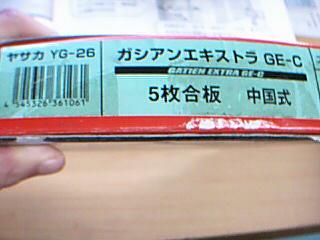 ヤサカ YG-26
4 545326 361061
ガシアンエキストラ GE-C
GATIEN EXTRA GE-C
5枚合板 中国式